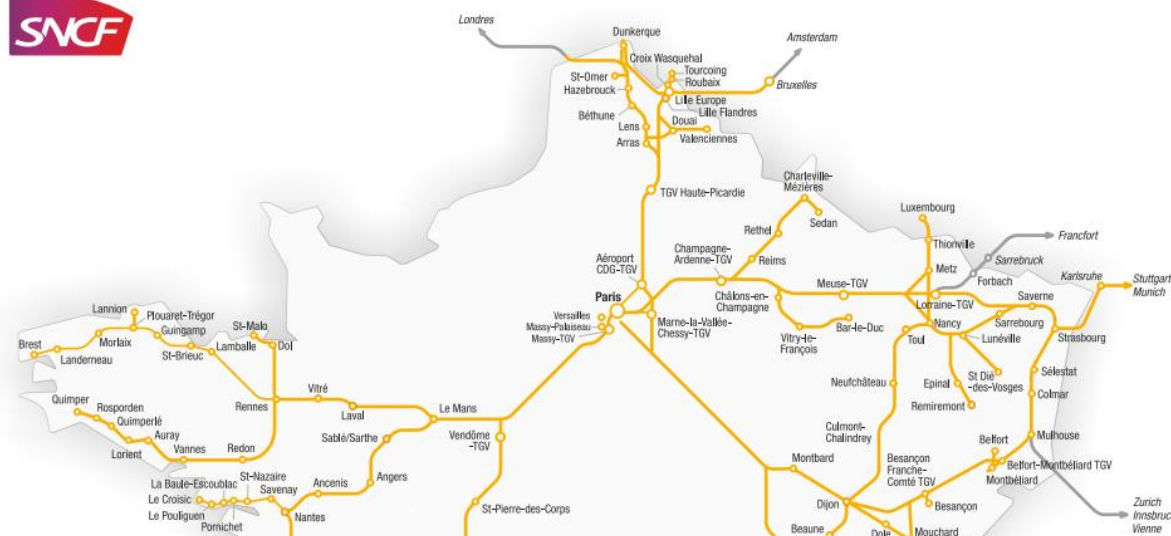 SNCF
Londres
Dunkerque
Amsterdam
Croix Wasquehal
Tourcoing
Roubaix
St-Omer
Hazebrouck
Bruxelles
Lille Europe
Lille Flandres
Béthune
Douai
Lens
Valenciennes
Arras
TGV Haute-Picardie
Charleville-
Mézières
Sedan
Luxembourg
Rethel
Thionville
Francfort
Reims
Champagne-
Ardenne-TGV
Aéroport
CDG-TGV
Metz
Sarrebruck
Forbach
Karlsruhe
Stuttgart
Munich
Paris
Châlons-en-
Champagne
Meuse-TGV
Lorraine-TGV
Saverne
Versailles
Massy-Palaiseau
Massy-TGV
Marne-la-Vallée-
Chessy-TGV
Vitry-le-
François
Bar-le-Duc
Toul
Nancy
Sarrebourg
Lunéville
Strasbourg
Lannion
Plouaret-Trégor
Guingamp
St-Malo
Brest
Morlaix
Landerneau
St-Brieuc
Lamballe
Dol
Neufchâteau
Epinal
St Dié
-des-Vosges
Sélestat
Remiremont
Colmar
Quimper
Rosporden
Quimperlé
Auray
Lorient
Vannes
Redon
Rennes
Vitré
Laval
Le Mans
Sablé/Sarthe
Vendôme
-TGV
Culmont-
Chalindrey
Mulhouse
Belfort
Belfort-Montbéliard TGV
Montbéliard
Montbard
Besançon
Franche-
Comté TGV
St-Nazaire
La Baule-Escoublac
Savenay
Le Croisic
Le Pouliguen
Pornichet
Ancenis
Angers
Nantes
St-Pierre-des-Corps
Dijon
Besançon
Zurich
Innsbruc
Vienne
Beaune
Dole
Mouchard